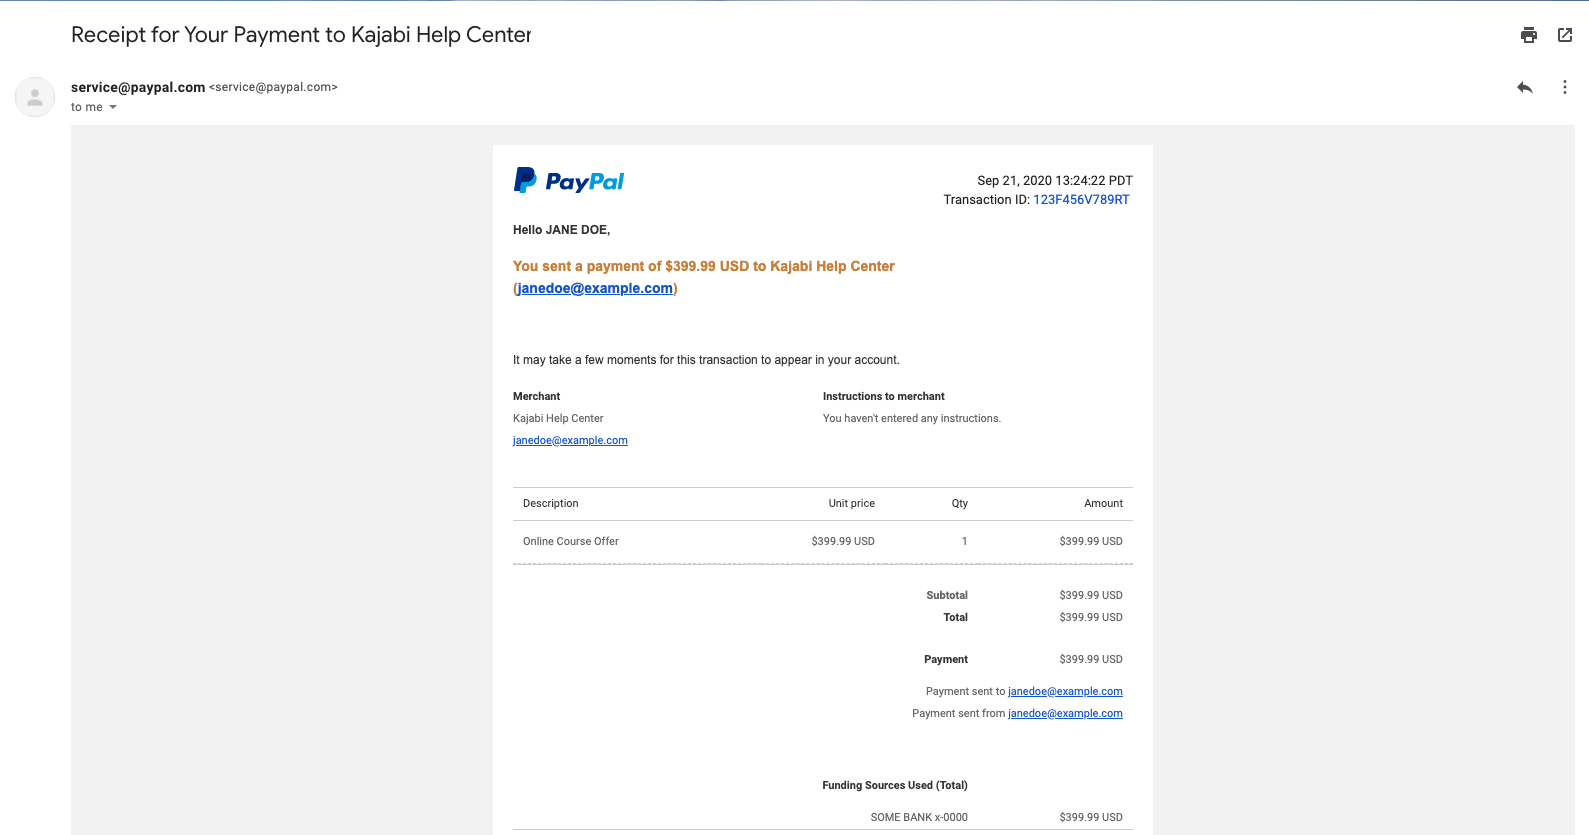 Receipt for Your Payment to Kajabi Help Center
service@paypal.com <service@paypal.com>
to me
PayPal
Sep 21, 2020 13:24:22 PDT
Transaction ID: 123F456V789RT
Hello JANE DOE,
You sent a payment of $399.99 USD to Kajabi Help Center
(janedoe@example.com)
It may take a few moments for this transaction to appear in your account.
Merchant
Kajabi Help Center
janedoe@example.com
Instructions to merchant
You haven't entered any instructions.
Description Unit price Qty Amount
Online Course Offer $399.99 USD 1 $399.99 USD
Subtotal $399.99 USD
Total $399.99 USD
Payment $399.99 USD
Payment sent to janedoe@example.com
Payment sent from janedoe@example.com
Funding Sources Used (Total)
SOME BANK x-0000 $399.99 USD